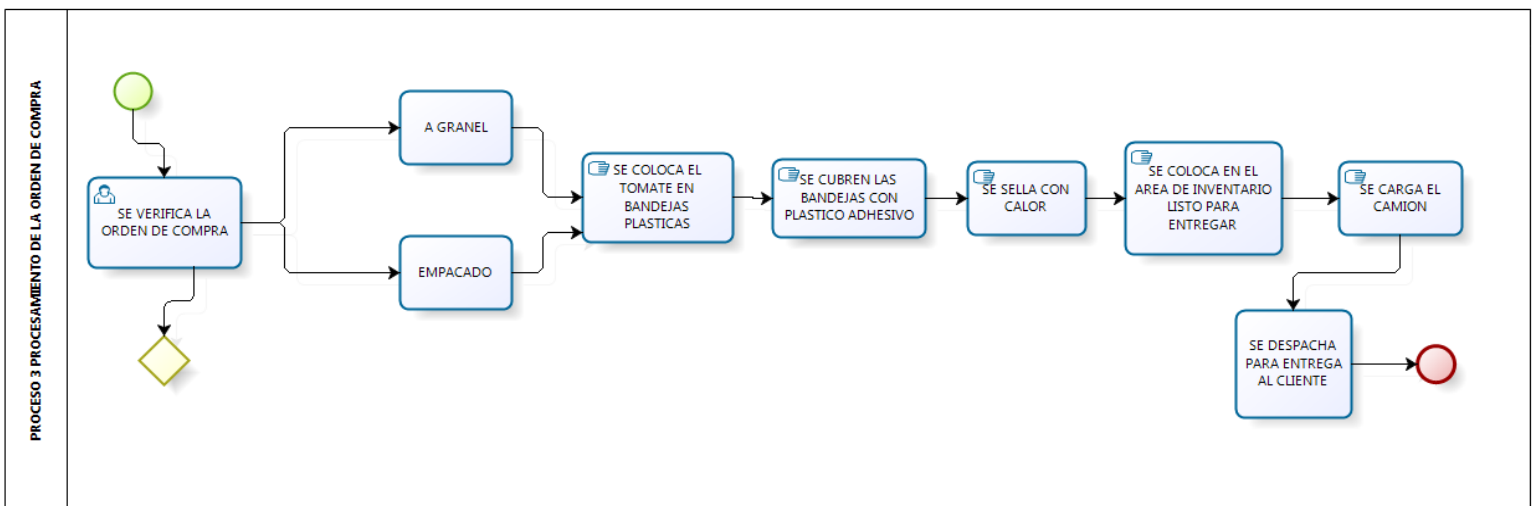 PROCESO 3 PROCESAMIENTO DE LA ORDEN DE COMPRA
SE VERIFICA LA
ORDEN DE COMPRA
A GRANEL
EMPACADO
SE COLOCA EL
TOMATE EN
BANDEJAS
PLASTICAS
SE CUBREN LAS
BANDEJAS CON
PLASTICO ADHESIVO
SE SELLA CON
CALOR
SE COLOCA EN EL
AREA DE INVENTARIO
LISTO PARA
ENTREGAR
SE CARGA EL
CAMION
SE DESPACHA
PARA ENTREGA
AL CLIENTE